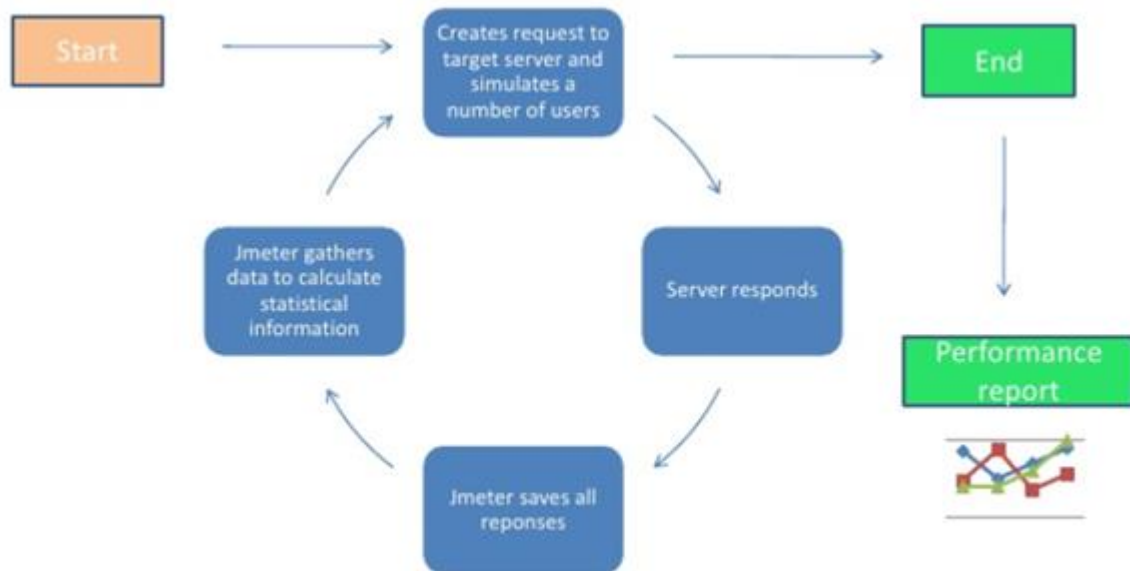 Start
Creates request to
target server and
simulates a
number of users
End
Jmeter gathers
data to calculate
statistical
information
Server responds
Performance
report
Jmeter saves all
reponses